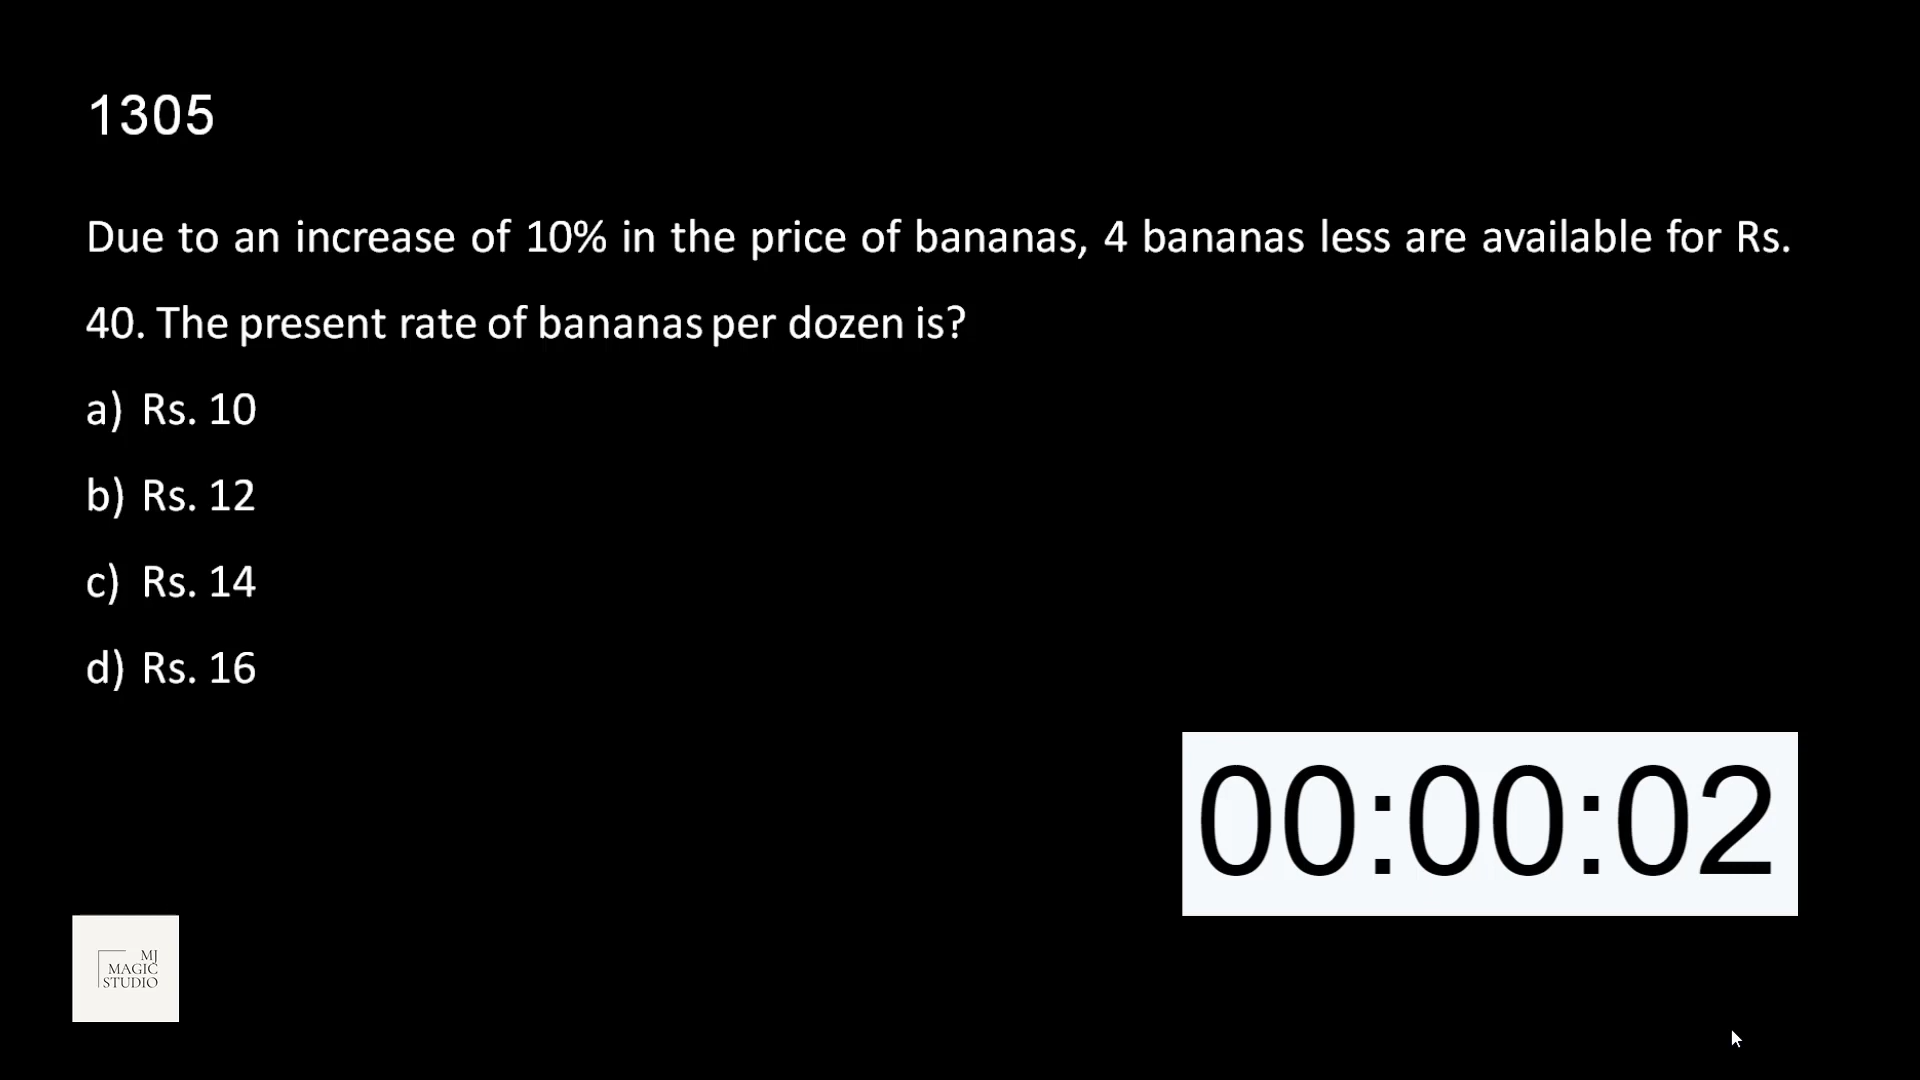 1305
Due to an increase of 10% in the price of bananas, 4 bananas less are available for Rs.
40. The present rate of bananas per dozen is?
a) Rs. 10
b) Rs. 12
c) Rs. 14
d) Rs. 16
00:00:02
MJ
MAGIC
STUDIO